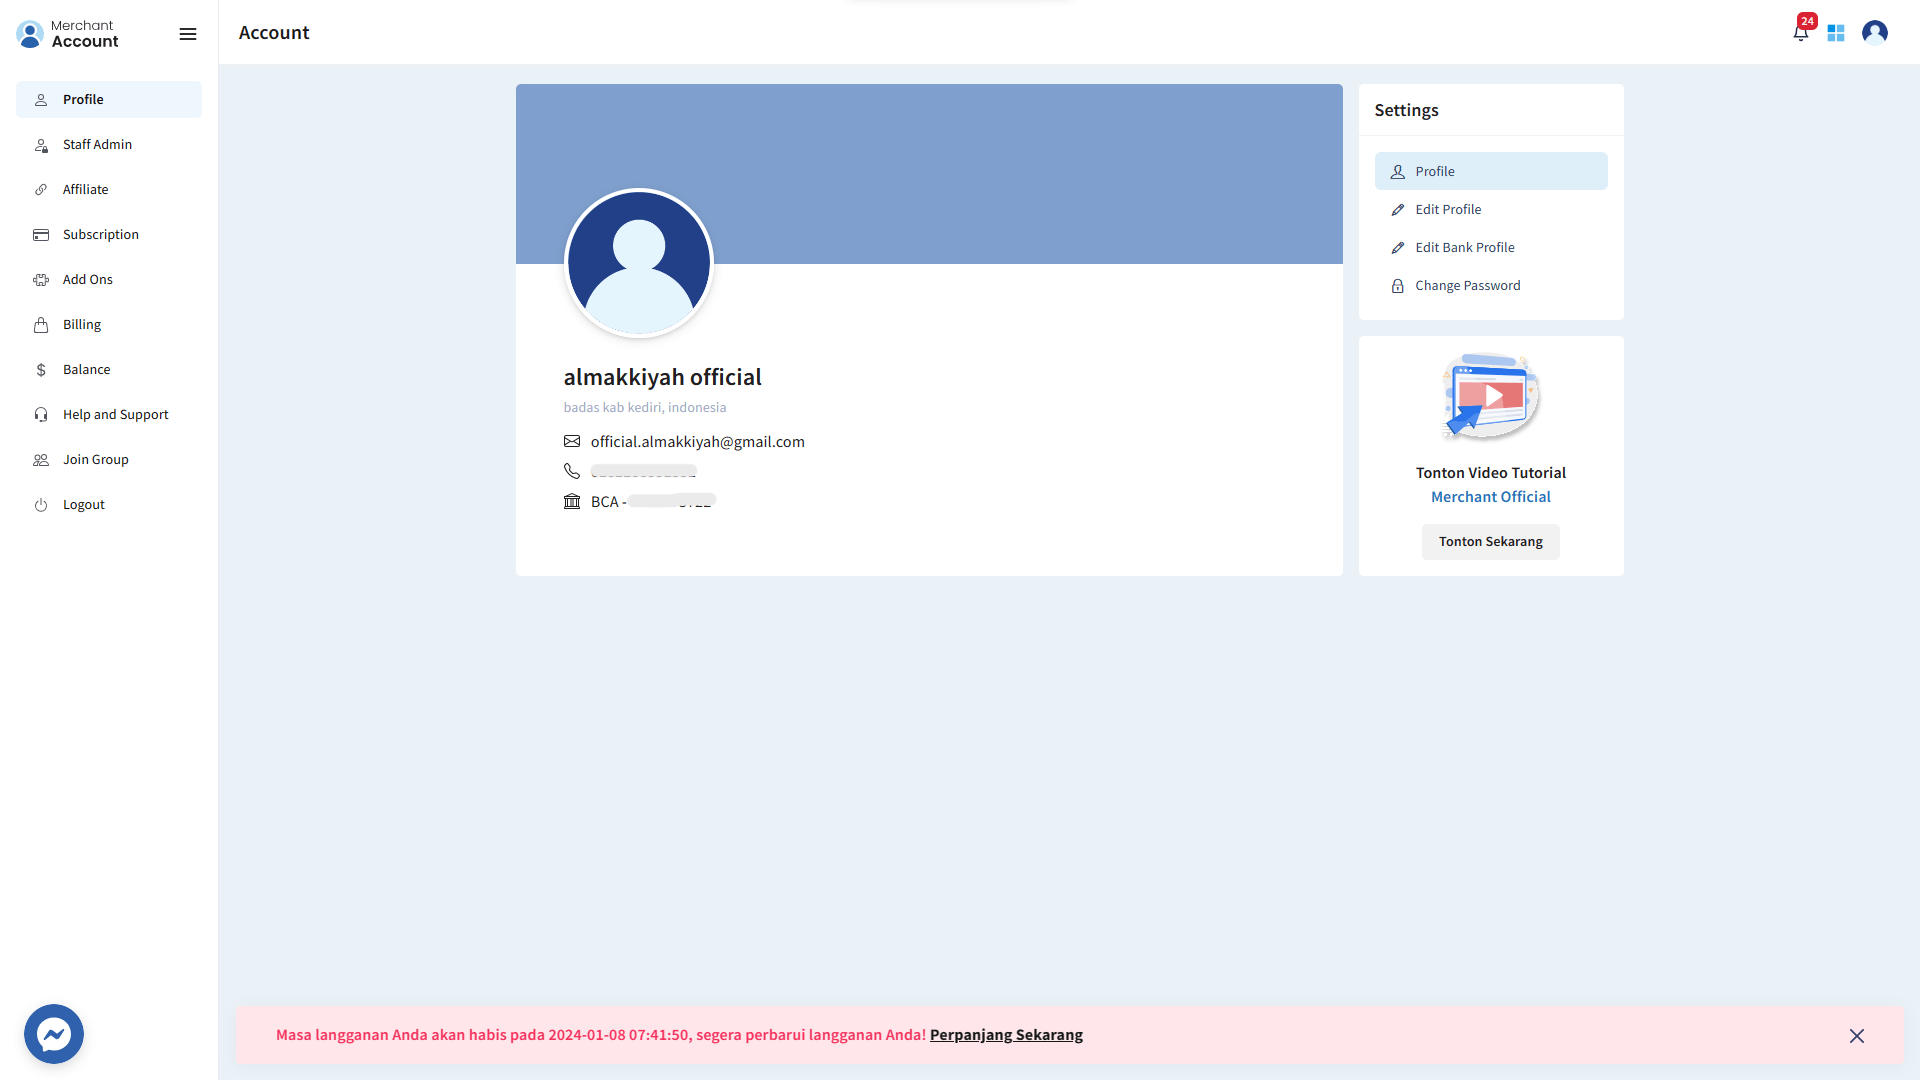 Merchant
Account
Account
24
Profile
Staff Admin
Affiliate
Subscription
Add Ons
Billing
Balance
Help and Support
Join Group
Logout
almakkiyah official
badas kab kediri, indonesia
official.almakkiyah@gmail.com
BCA -
Settings
Profile
Edit Profile
Edit Bank Profile
Change Password
Tonton Video Tutorial
Merchant Official
Tonton Sekarang
Masa langganan Anda akan habis pada 2024-01-08 07:41:50, segera perbarui langganan Anda! Perpanjang Sekarang